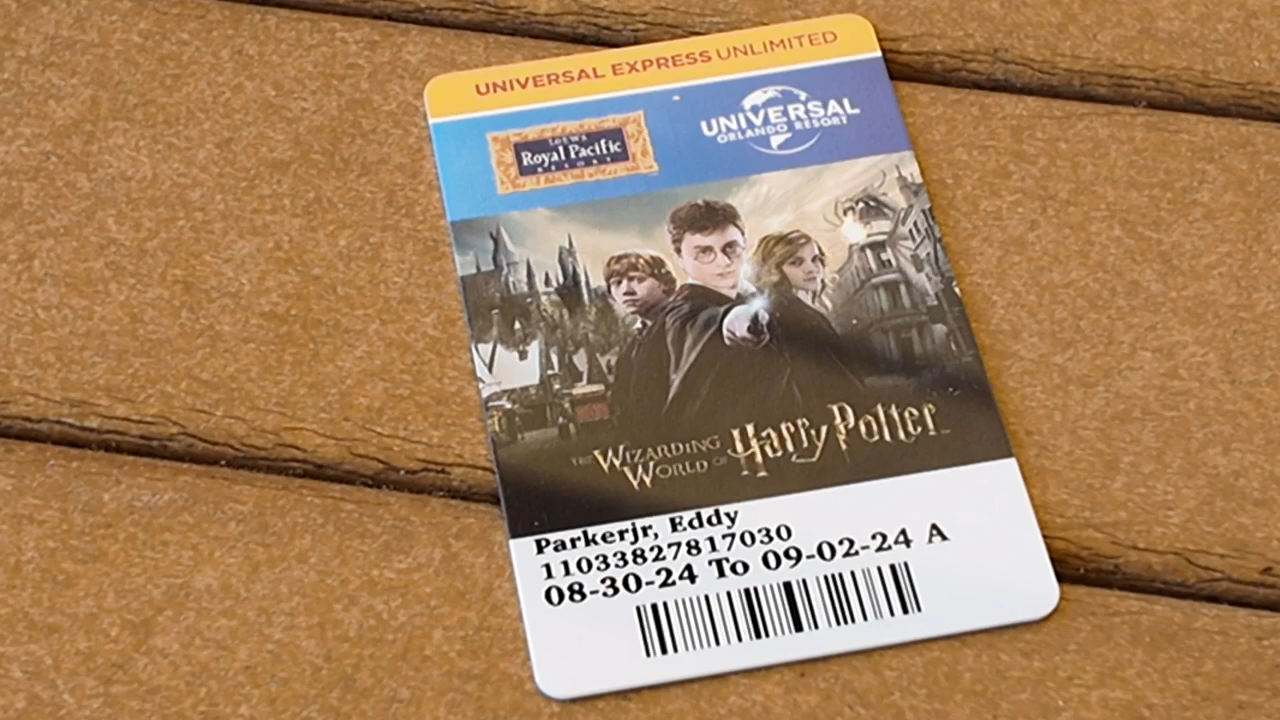 UNIVERSAL EXPRESS UNLIMITED
LOEWS
Royal Pacific
RESORT
UNIVERSAL
ORLANDO RESORT
THE WIZARDING
WORLD OF Harry Potter
Parkerjr, Eddy
11033827817030
08-30-24 To 09-02-24 A